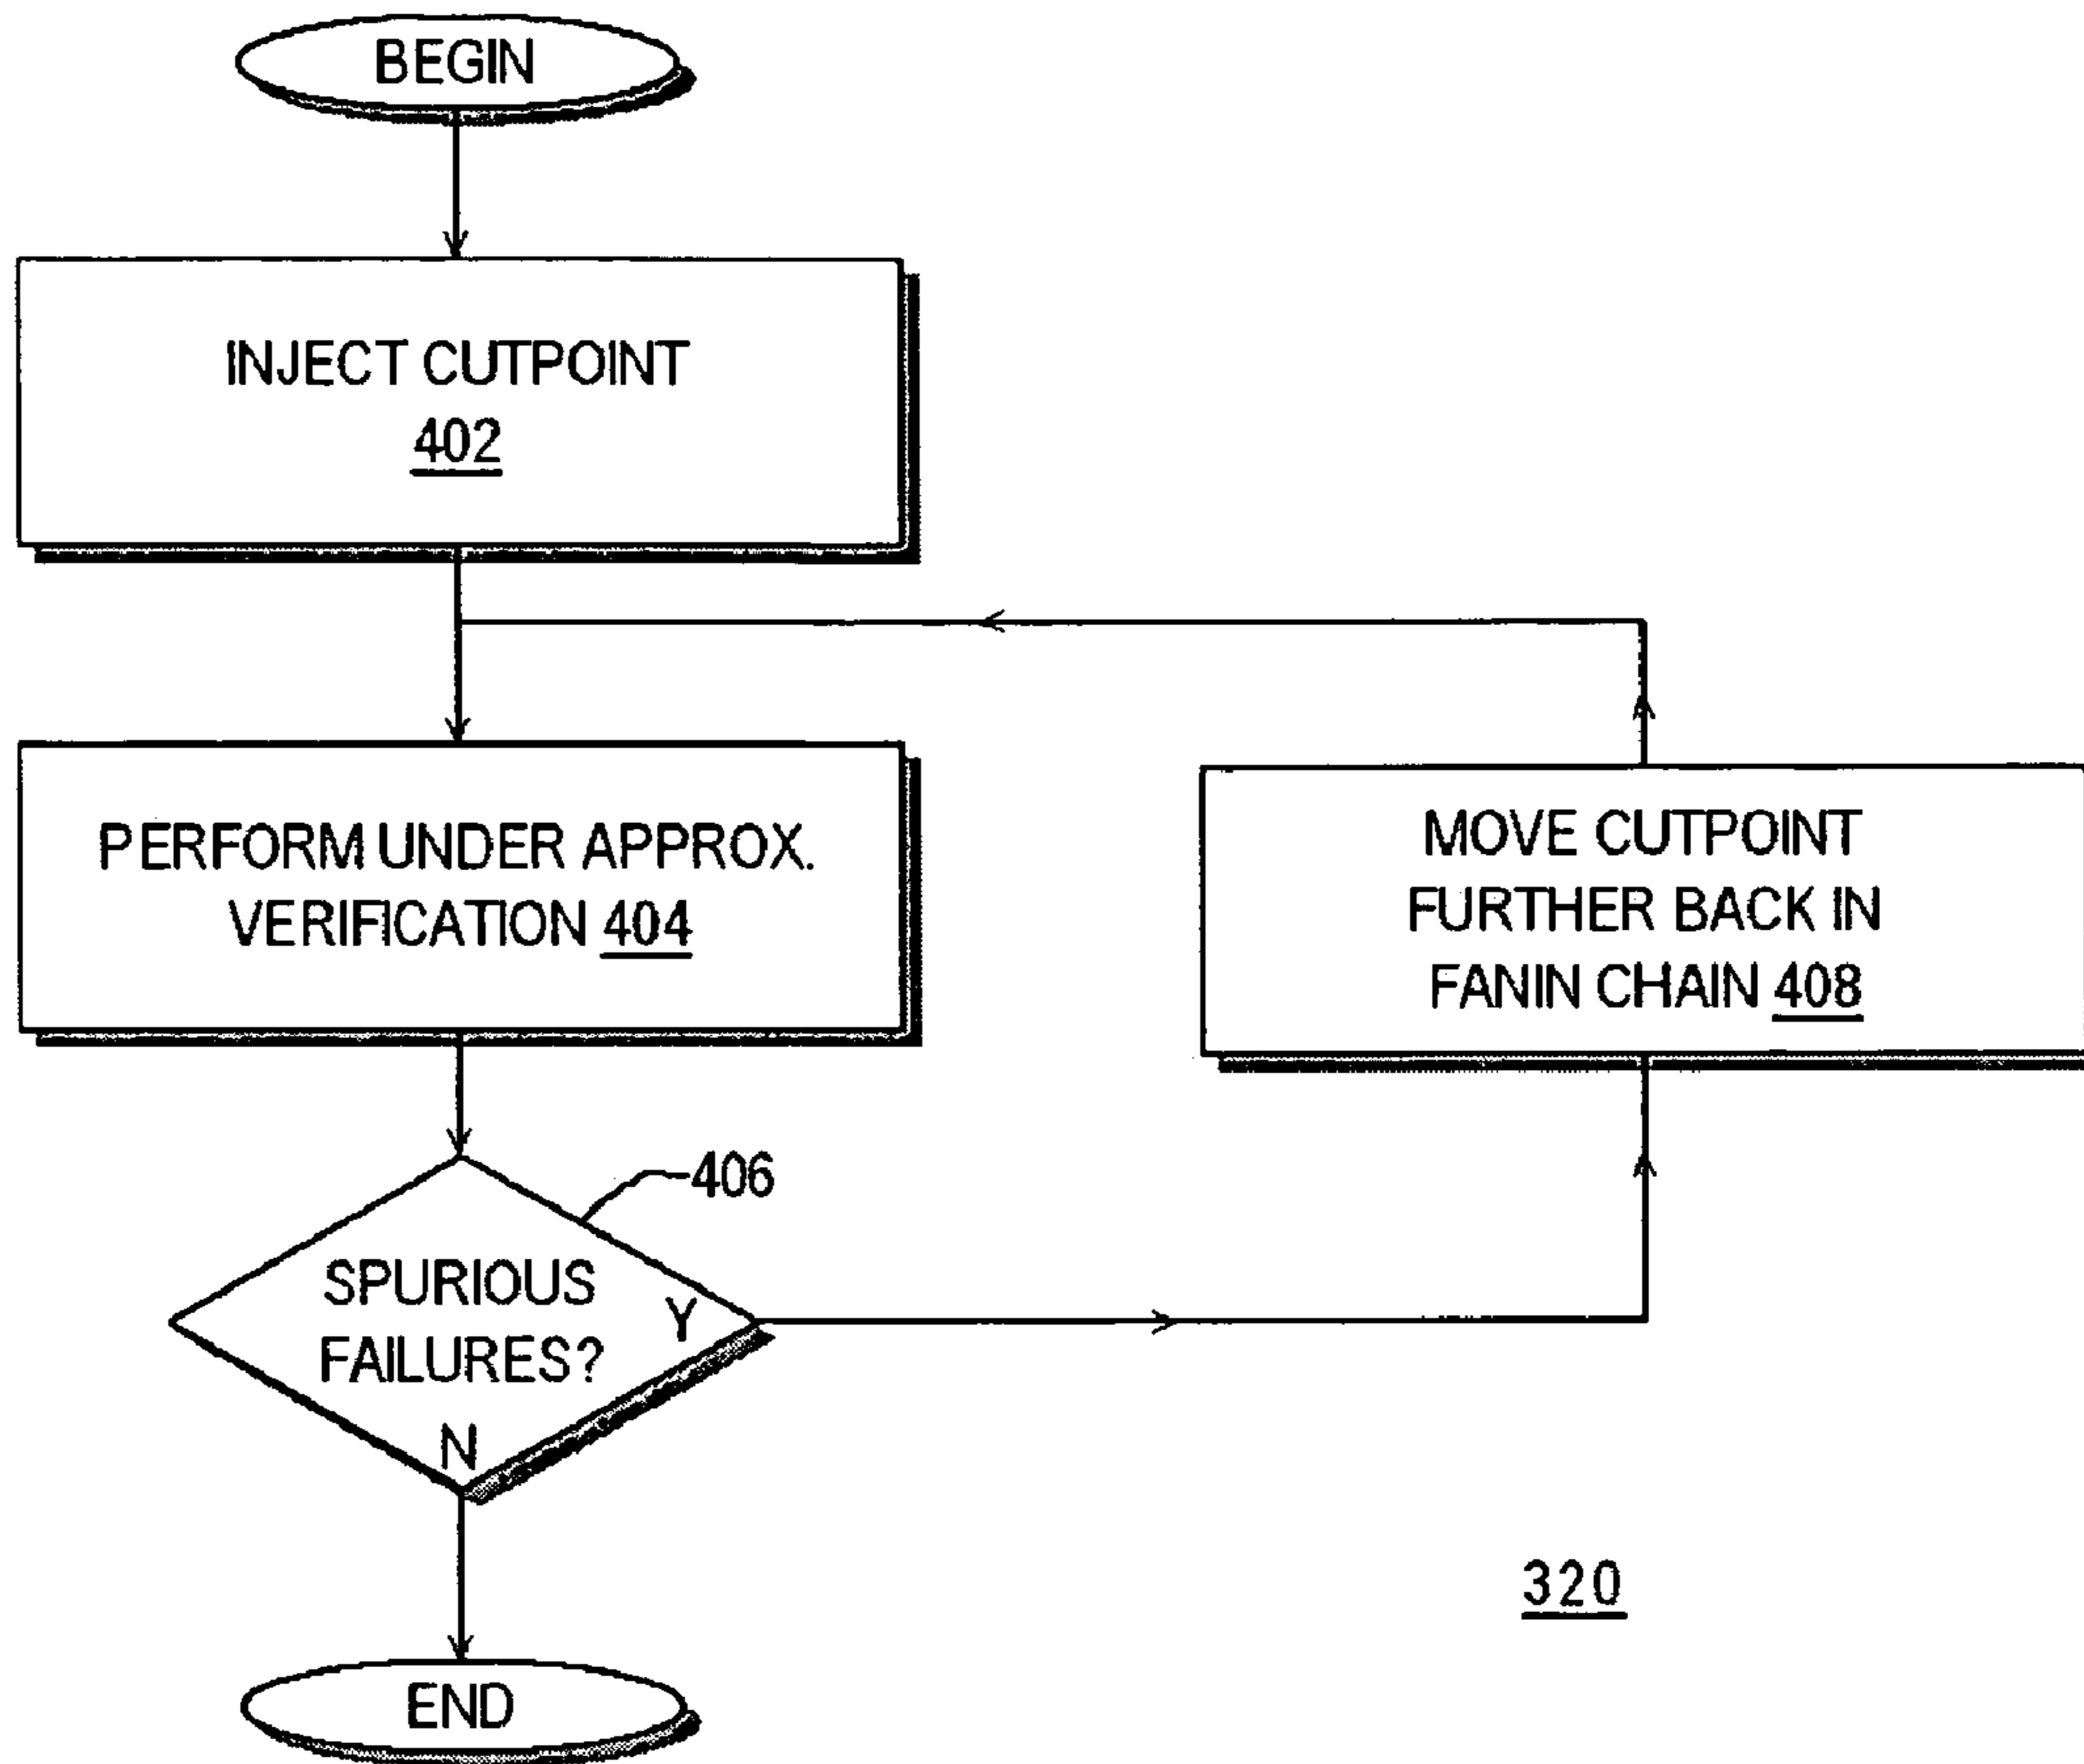 BEGIN
INJECT CUTPOINT
402
PERFORM UNDER APPROX.
VERIFICATION 404
MOVE CUTPOINT
FURTHER BACK IN
FANIN CHAIN 408
406
SPURIOUS
FAILURES?
Y
N
END
320